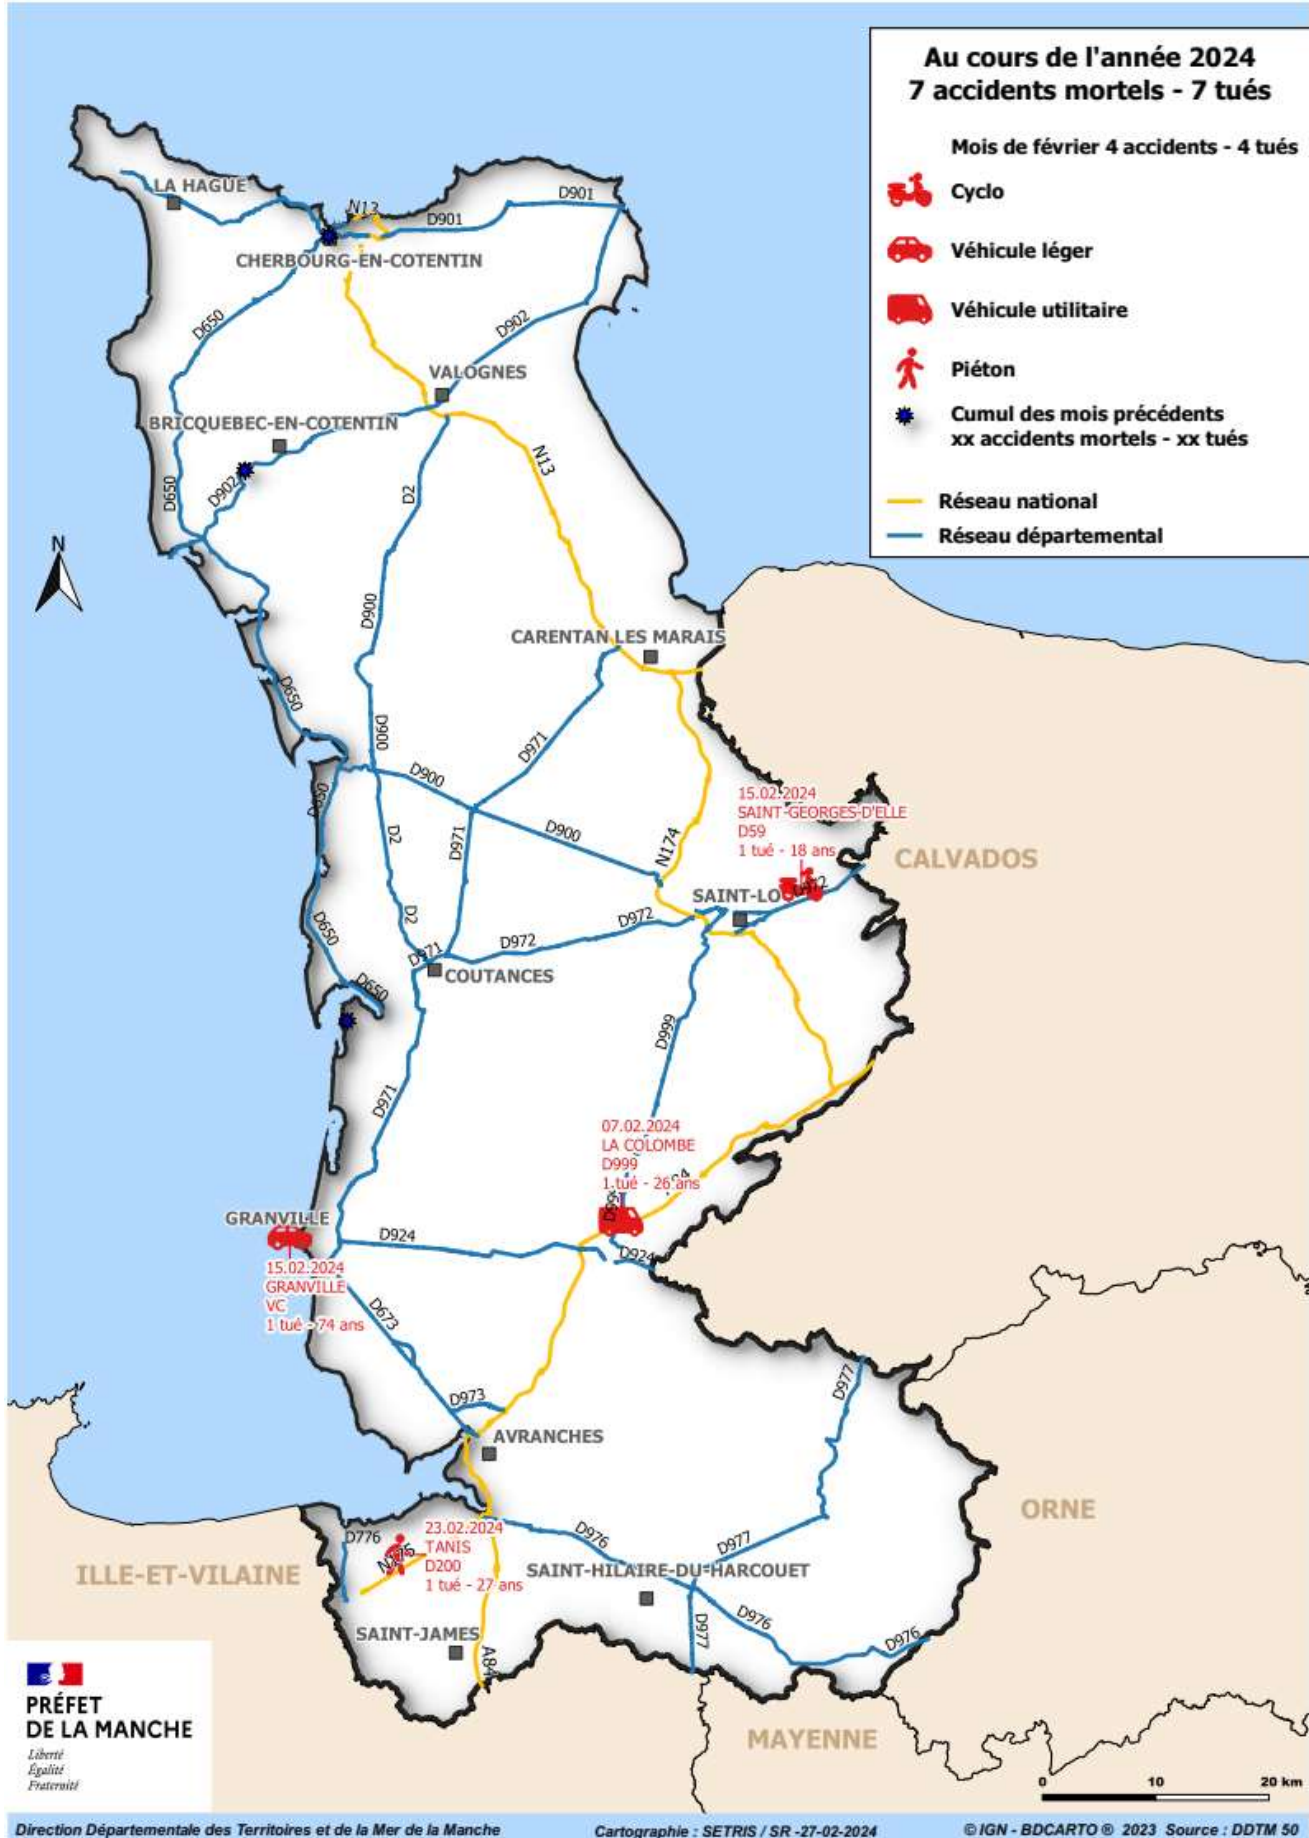 Au cours de l'année 2024
7 accidents mortels - 7 tués
Mois de février 4 accidents - 4 tués
Cyclo
Véhicule léger
Véhicule utilitaire
Piéton
Cumul des mois précédents
xx accidents mortels - xx tués
Réseau national
Réseau départemental
LA HAGUE
N13
D901
D901
CHERBOURG-EN-COTENTIN
D650
D902
VALOGNES
BRICQUEBEC-EN-COTENTIN
N13
D650
D902
D2
N
D900
CARENTAN LES MARAIS
D650
D900
D971
D900
D650
D2
D971
D900
N174
15.02.2024
SAINT-GEORGES-D'ELLE
D59
1 tué - 18 ans
CALVADOS
D972
SAINT-LO
D2
D972
D650
D971
D972
COUTANCES
D650
D999
D971
07.02.2024
LA COLOMBE
D999
1 tué - 26 ans
GRANVILLE
D924
D924
15.02.2024
GRANVILLE
VC
1 tué - 74 ans
D673
D977
D973
AVRANCHES
ORNE
23.02.2024
TANIS
D200
1 tué - 27 ans
D776
N175
D976
D977
ILLE-ET-VILAINE
SAINT-HILAIRE-DU-HARCOUET
D976
D977
D976
SAINT-JAMES
A84
MAYENNE
PRÉFET
DE LA MANCHE
Liberté
Égalité
Fraternité
0 10 20 km
Direction Départementale des Territoires et de la Mer de la Manche
Cartographie : SETRIS / SR -27-02-2024
© IGN - BDCARTO ® 2023 Source : DDTM 50